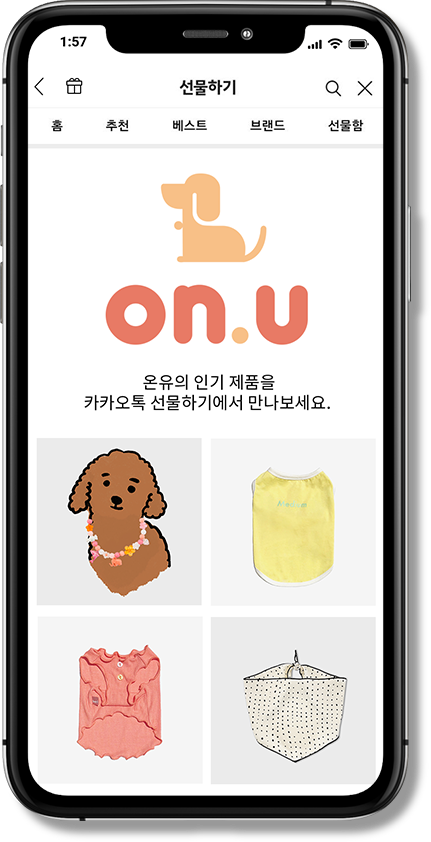 1:57
선물하기
홈 추천 베스트 브랜드 선물함
on.u
온유의 인기 제품을
카카오톡 선물하기에서 만나보세요.